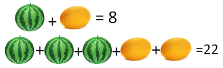 + = 8
+ + + + =22